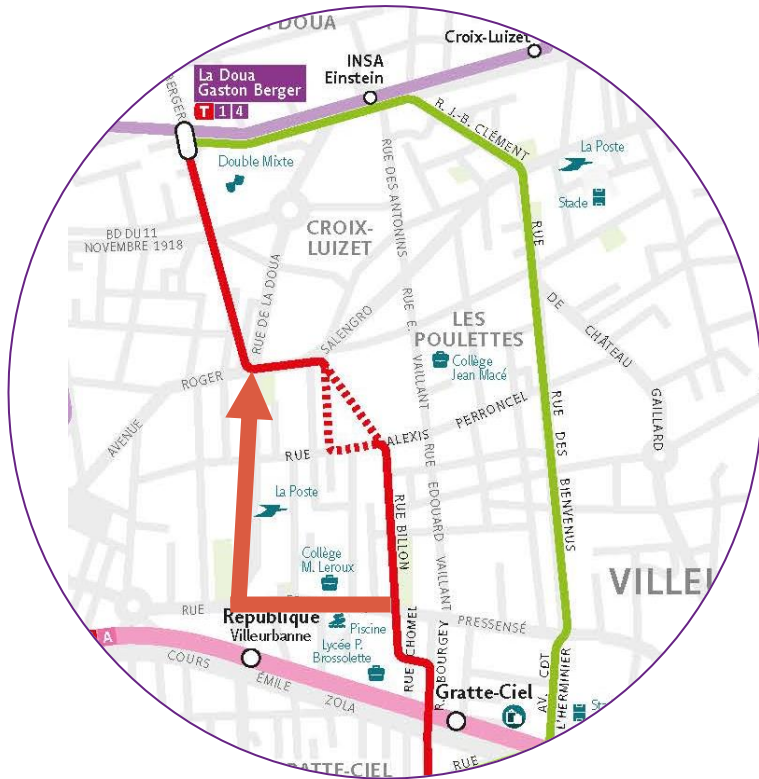 DOUA
Croix-Luizet
INSA
Einstein
BERGER
La Doua
Gaston Berger
T 1 4
R. J.-B. CLÉMENT
Double Mixte
La Poste
Stade
RUE DES ANTONINS
BD DU 11
NOVEMBRE 1918
CROIX-
LUIZET
RUE
RUE DE LA DOUA
SALENGRO
RUE E. VAILLANT
LES
POULETTES
Collège
Jean Macé
DE CHÂTEAU
GAILLARD
ROGER
AVENUE
PERRONCEL
ALEXIS
RUE
RUE DES BIENVENUS
La Poste
RUE BILLON
RUE EDOUARD VAILLANT
Collège
M. Leroux
VILLEU
RUE
PRESSENSÉ
République
Villeurbanne
Piscine
Lycée P.
Brossolette
RUE CHOMEL
R. BOURGEY
A
COURS ÉMILE ZOLA
Gratte-Ciel
AV. CDT
L'HERMINIER
RATTE-CIEL
RUE